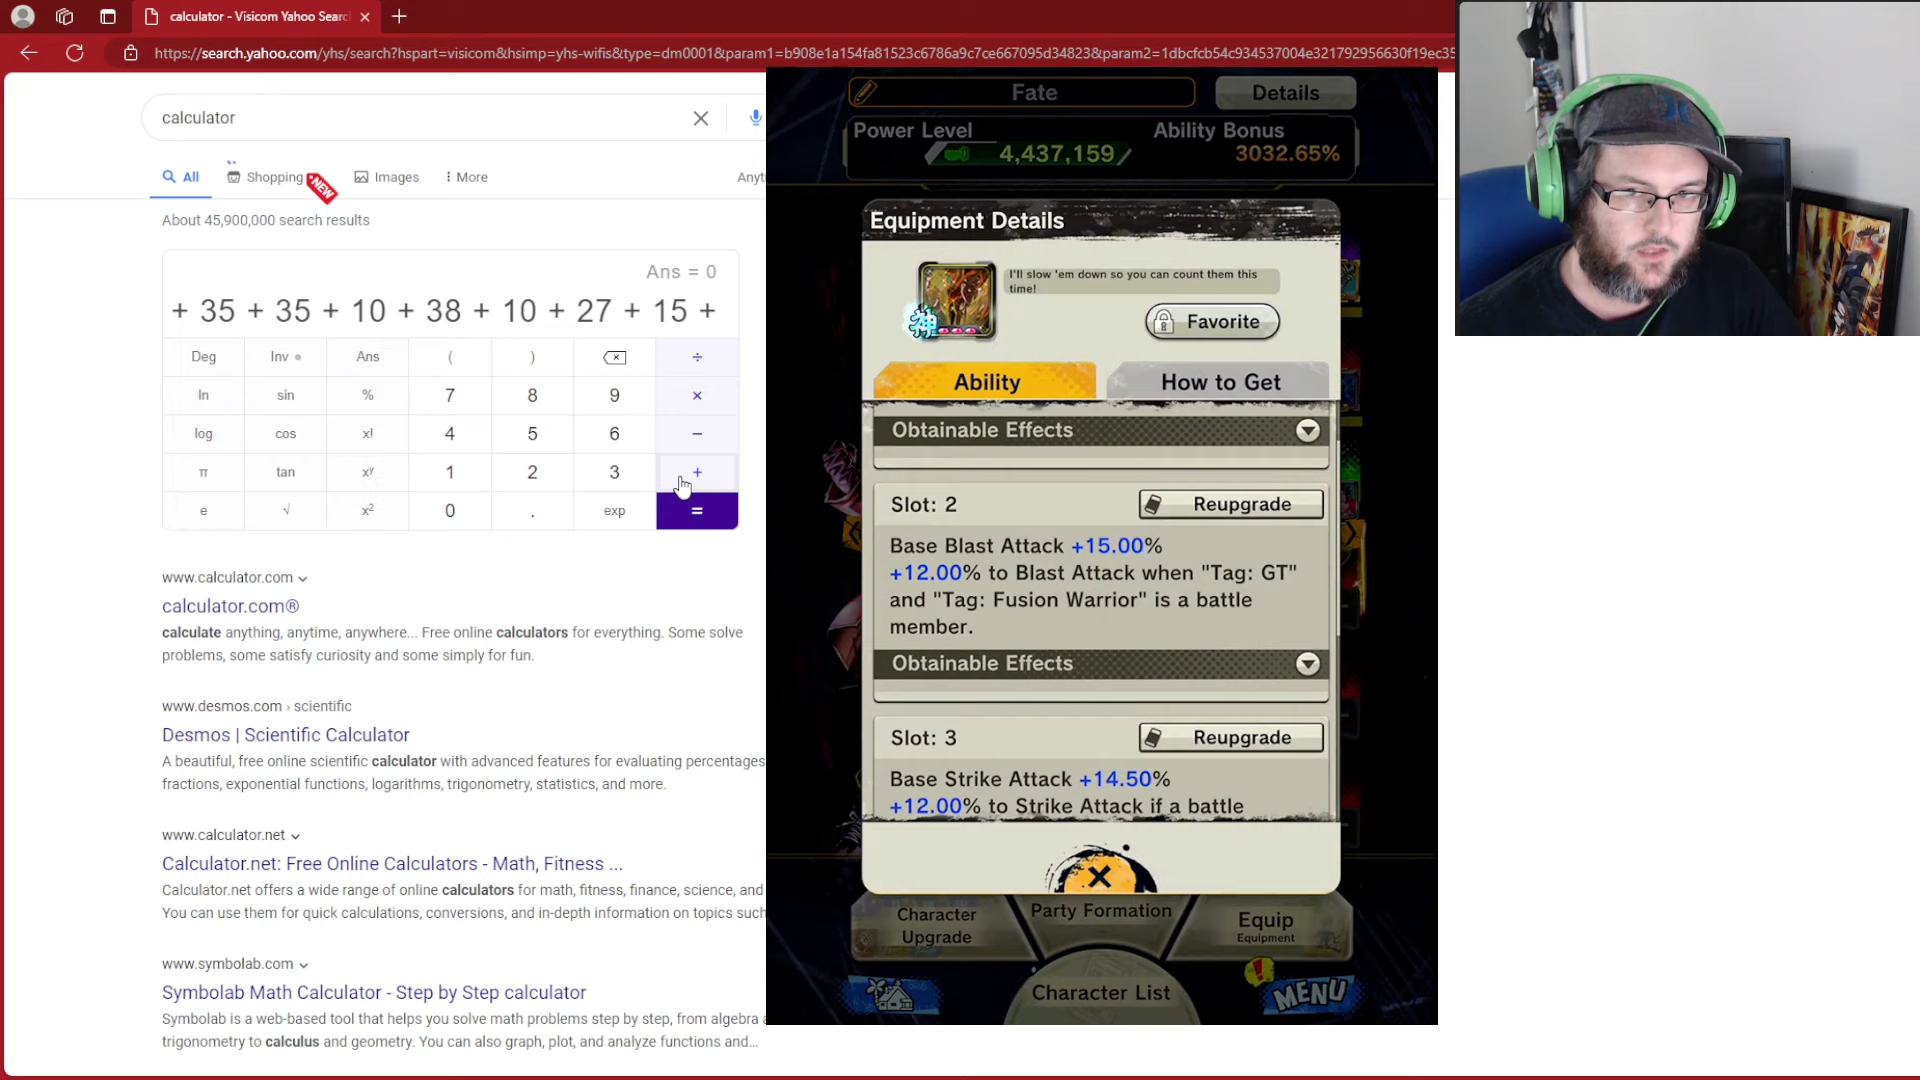 calculator - Visicom Yahoo Searc
https://search.yahoo.com/yhs/search?hspart=visicom&hsimp=yhs-wifis&type=dm0001&param1=b908e1a154fa81523c6786a9c7ce667095d34823&param2=1dbcfcb54c934537004e321792956630f19ec35
calculator
All
Shopping
NEW
Images
More
Anyti
About 45,900,000 search results
Ans = 0
+ 35 + 35 + 10 + 38 + 10 + 27 + 15 +
Deg Inv Ans ( ) ÷
ln sin % 7 8 9 ×
log cos x! 4 5 6 −
π tan xʸ 1 2 3 +
e √ x² 0 . exp =
www.calculator.com
calculator.com®
calculate anything, anytime, anywhere... Free online calculators for everything. Some solve
problems, some satisfy curiosity and some simply for fun.
www.desmos.com › scientific
Desmos | Scientific Calculator
A beautiful, free online scientific calculator with advanced features for evaluating percentages
fractions, exponential functions, logarithms, trigonometry, statistics, and more.
www.calculator.net
Calculator.net: Free Online Calculators - Math, Fitness ...
Calculator.net offers a wide range of online calculators for math, fitness, finance, science, and
You can use them for quick calculations, conversions, and in-depth information on topics such
www.symbolab.com
Symbolab Math Calculator - Step by Step calculator
Symbolab is a web-based tool that helps you solve math problems step by step, from algebra
trigonometry to calculus and geometry. You can also graph, plot, and analyze functions and...
Fate
Details
Power Level
4,437,159
Ability Bonus
3032.65%
Equipment Details
I'll slow 'em down so you can count them this
time!
神
Favorite
Ability
How to Get
Obtainable Effects
Slot: 2
Reupgrade
Base Blast Attack +15.00%
+12.00% to Blast Attack when "Tag: GT"
and "Tag: Fusion Warrior" is a battle
member.
Obtainable Effects
Slot: 3
Reupgrade
Base Strike Attack +14.50%
+12.00% to Strike Attack if a battle
Character
Upgrade
Party Formation
Equip
Equipment
Character List
MENU